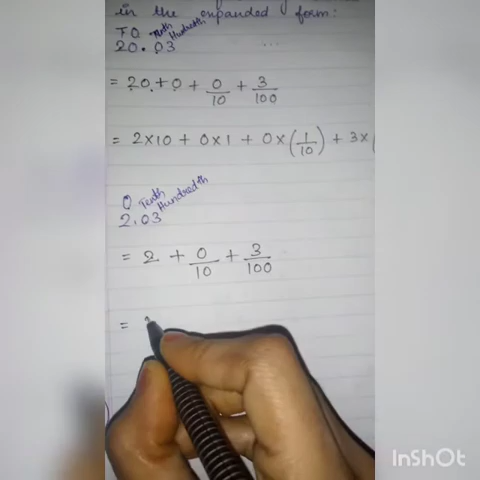 in the expanded form:
TO Tenth Hundredth
20.03
= 20 + 0 + 0/10 + 3/100
= 2×10 + 0×1 + 0×(1/10) + 3×(
O Tenth Hundredth
2.03
= 2 + 0/10 + 3/100
=
InShOt